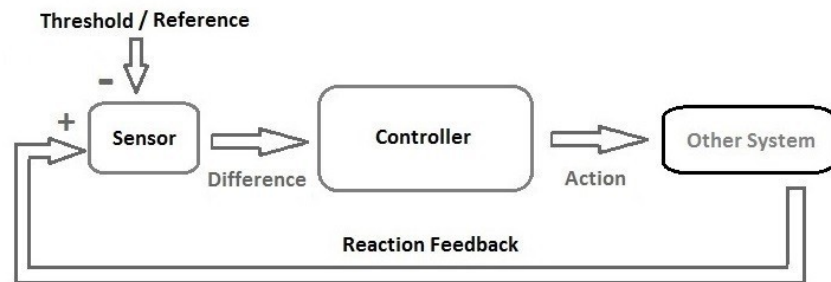 Threshold / Reference
-
+
Sensor
Controller
Other System
Difference
Action
Reaction Feedback